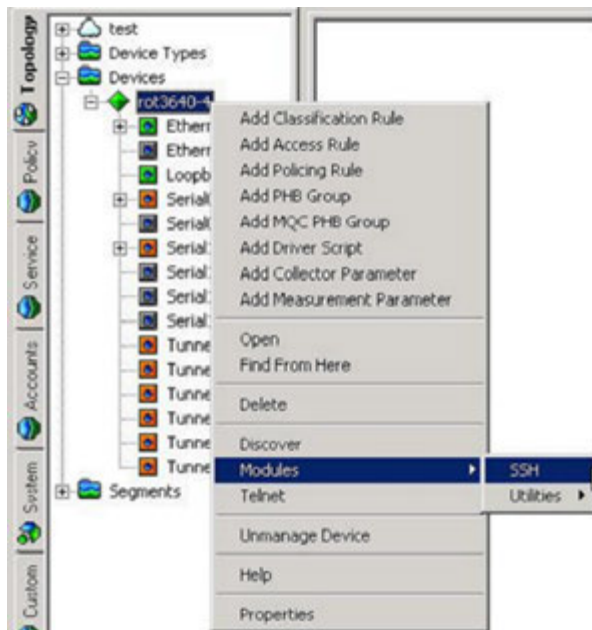 Topology
Policy
Service
Accounts
System
Custom
test
Device Types
Devices
rot3640-4
Ethern
Ethern
Loopb
Serial
Serial
Serial
Serial
Serial
Serial
Tunne
Tunne
Tunne
Tunne
Tunne
Tunne
Segments
Add Classification Rule
Add Access Rule
Add Policing Rule
Add PHB Group
Add MQC PHB Group
Add Driver Script
Add Collector Parameter
Add Measurement Parameter
Open
Find From Here
Delete
Discover
Modules
Telnet
Unmanage Device
Help
Properties
SSH
Utilities